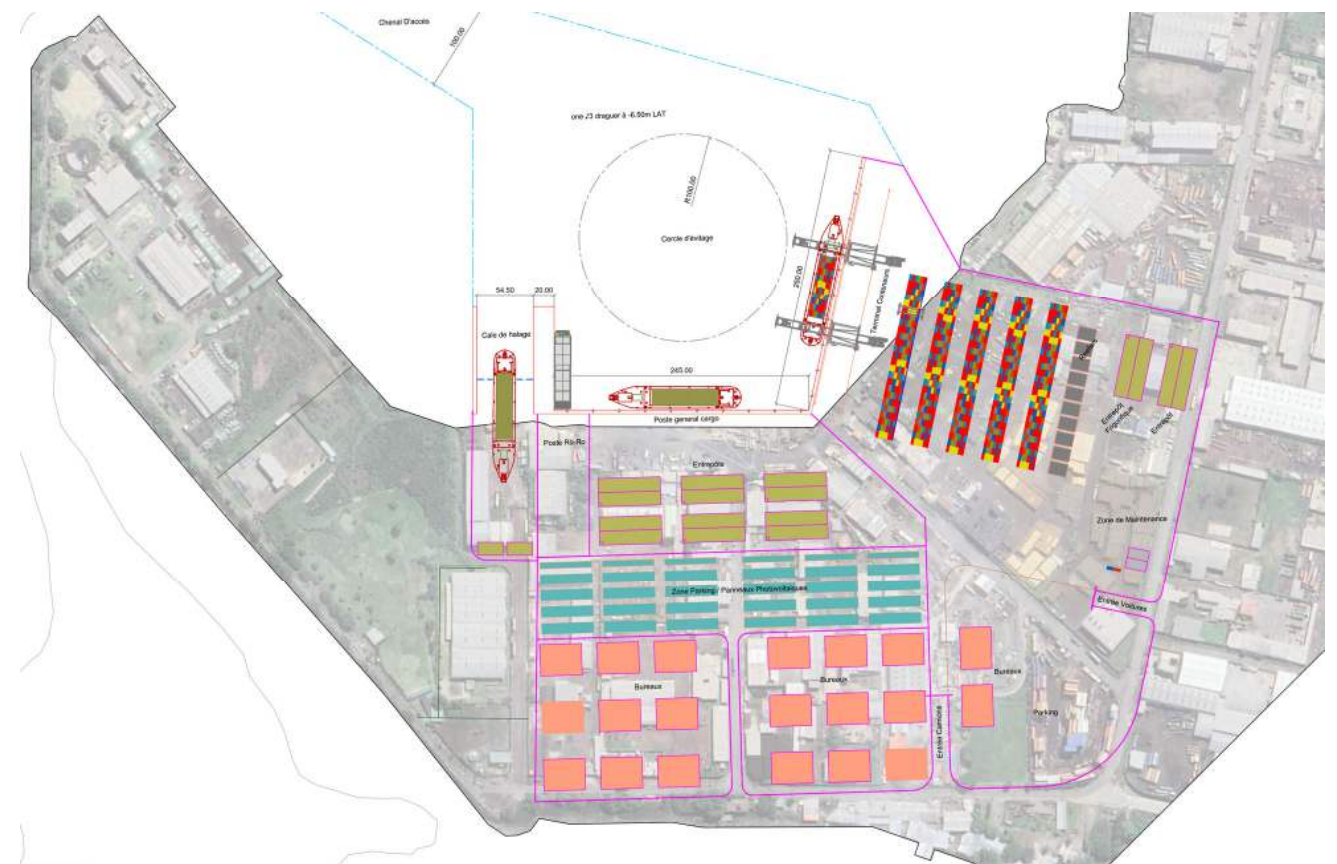 Chenal D'accès
100.00
one à draguer à -6.50m LAT
R100.00
Cercle d'évitage
250.00
Terminal Conteneurs
54.50
20.00
Cale de halage
245.00
Poste general cargo
Poste Ro-Ro
Entrepôts
Reefers
Entrepôt
Frigorifique
Entrepôt
Zone de Maintenance
Zone Parking / Panneaux Photovoltaïques
Entrée Voitures
Bureaux
Bureaux
Bureaux
Parking
Entrée Camions